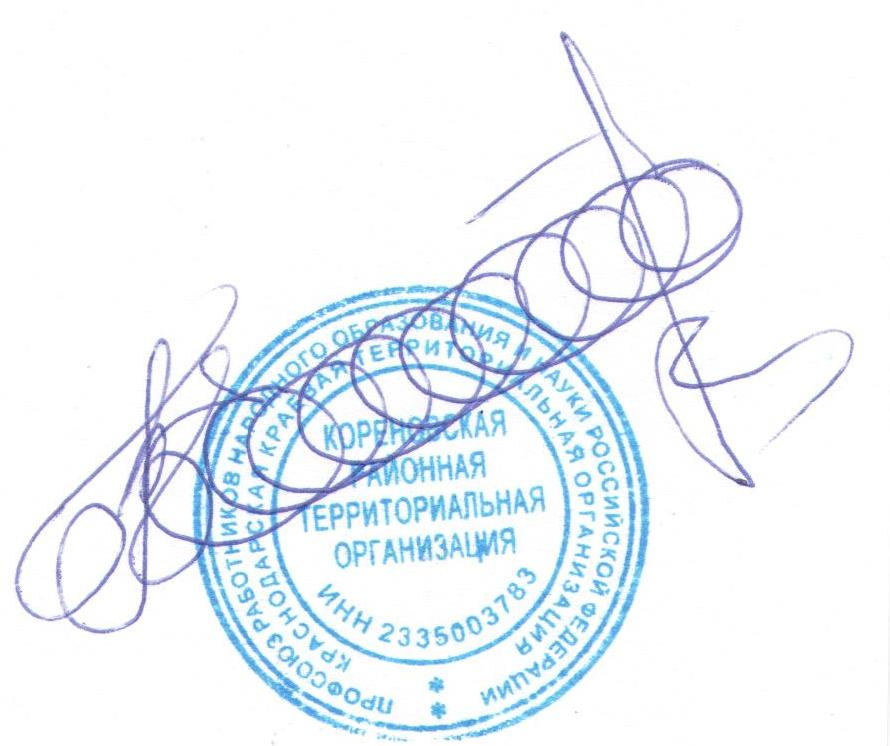 ПРОФСОЮЗ РАБОТНИКОВ НАРОДНОГО ОБРАЗОВАНИЯ И НАУКИ РОССИЙСКОЙ ФЕДЕРАЦИИ
КРАСНОДАРСКАЯ КРАЕВАЯ ТЕРРИТОРИАЛЬНАЯ ОРГАНИЗАЦИЯ
КОРЕНОВСКАЯ
РАЙОННАЯ
ТЕРРИТОРИАЛЬНАЯ
ОРГАНИЗАЦИЯ
ИНН 2335003783